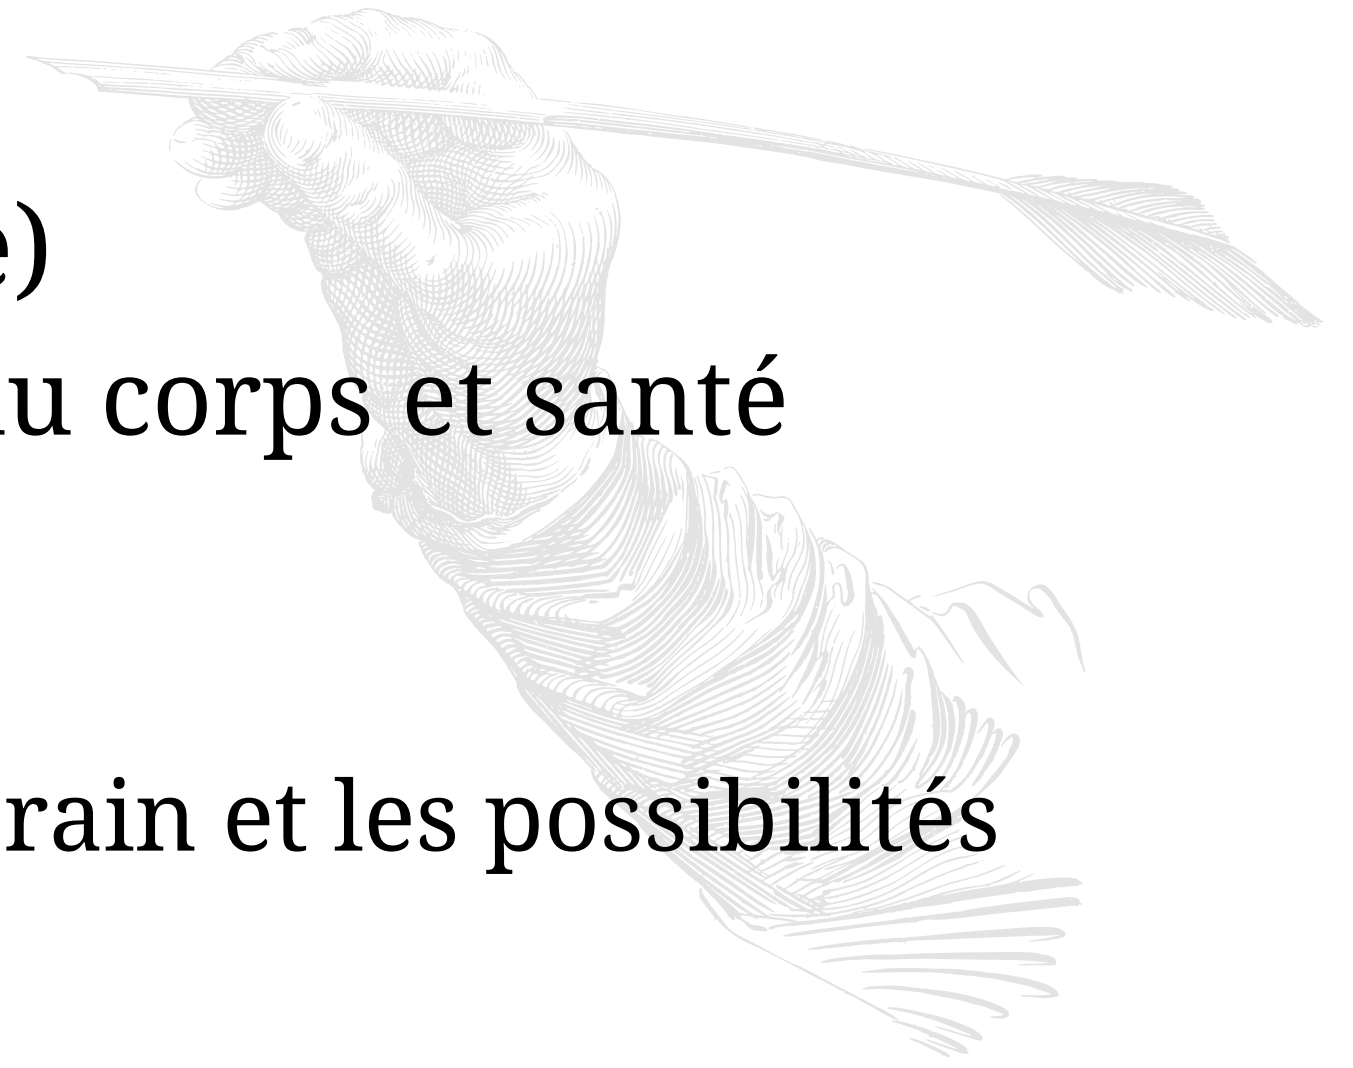 e)
u corps et santé
rain et les possibilités